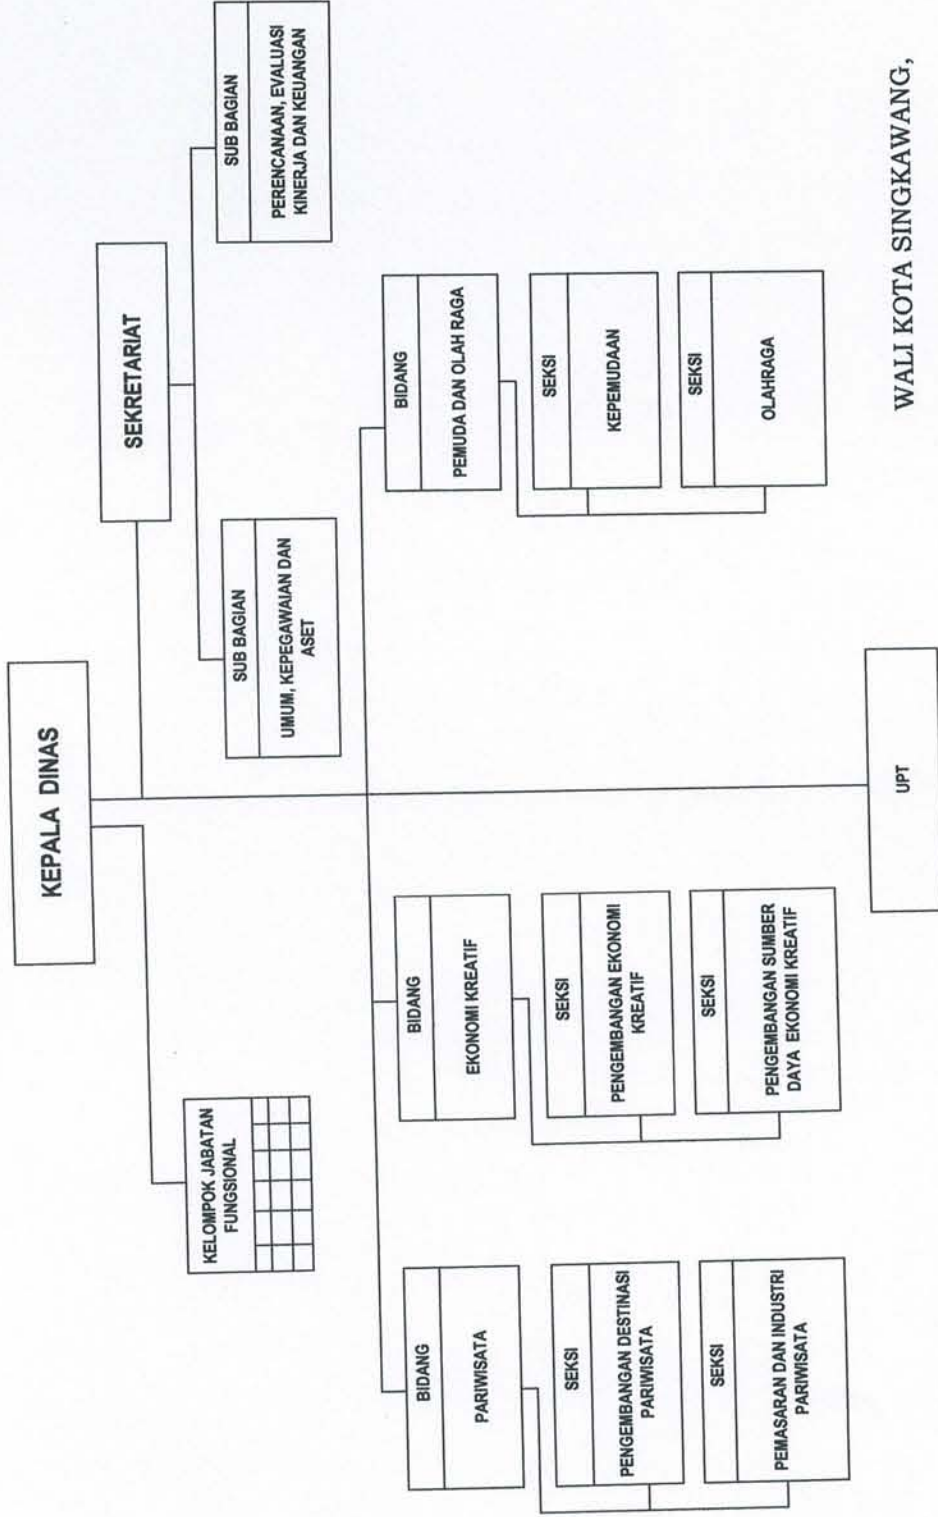 KEPALA DINAS
SEKRETARIAT
KELOMPOK JABATAN
FUNGSIONAL
SUB BAGIAN
UMUM, KEPEGAWAIAN DAN
ASET
SUB BAGIAN
PERENCANAAN, EVALUASI
KINERJA DAN KEUANGAN
BIDANG
PARIWISATA
SEKSI
PENGEMBANGAN DESTINASI
PARIWISATA
SEKSI
PEMASARAN DAN INDUSTRI
PARIWISATA
BIDANG
EKONOMI KREATIF
SEKSI
PENGEMBANGAN EKONOMI
KREATIF
SEKSI
PENGEMBANGAN SUMBER
DAYA EKONOMI KREATIF
BIDANG
PEMUDA DAN OLAH RAGA
SEKSI
KEPEMUDAAN
SEKSI
OLAHRAGA
UPT
WALI KOTA SINGKAWANG,